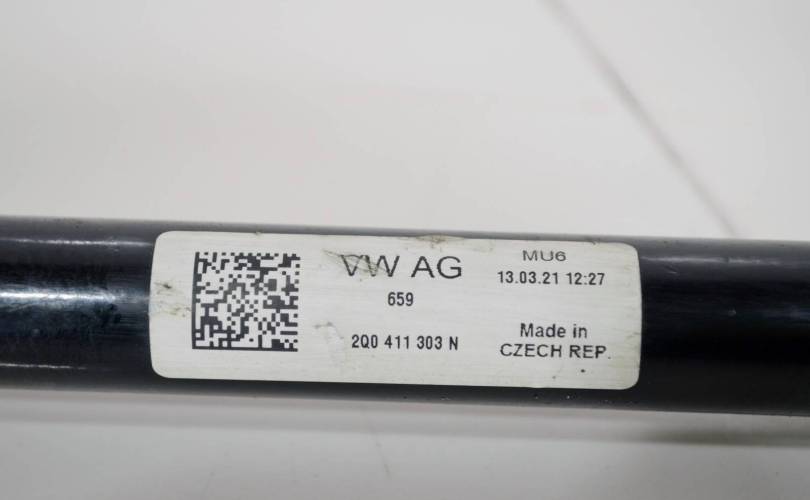 VW AG
659
2Q0 411 303 N
MU6
13.03.21 12:27
Made in
CZECH REP.